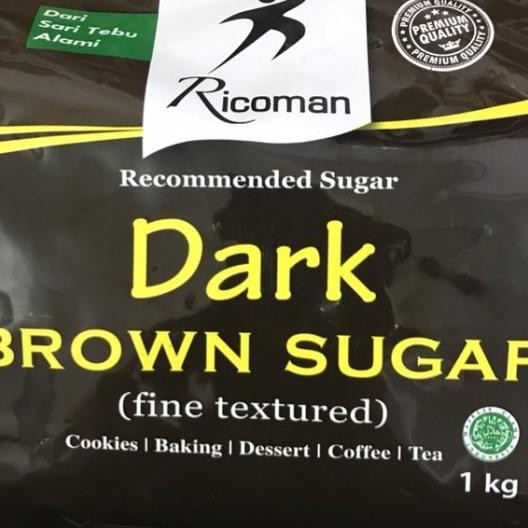 Dari
Sari Tebu
Alami
PREMIUM QUALITY
PREMIUM
QUALITY
PREMIUM QUALITY
Ricoman
Recommended Sugar
Dark
BROWN SUGAR
(fine textured)
Cookies | Baking | Dessert | Coffee | Tea
1 kg